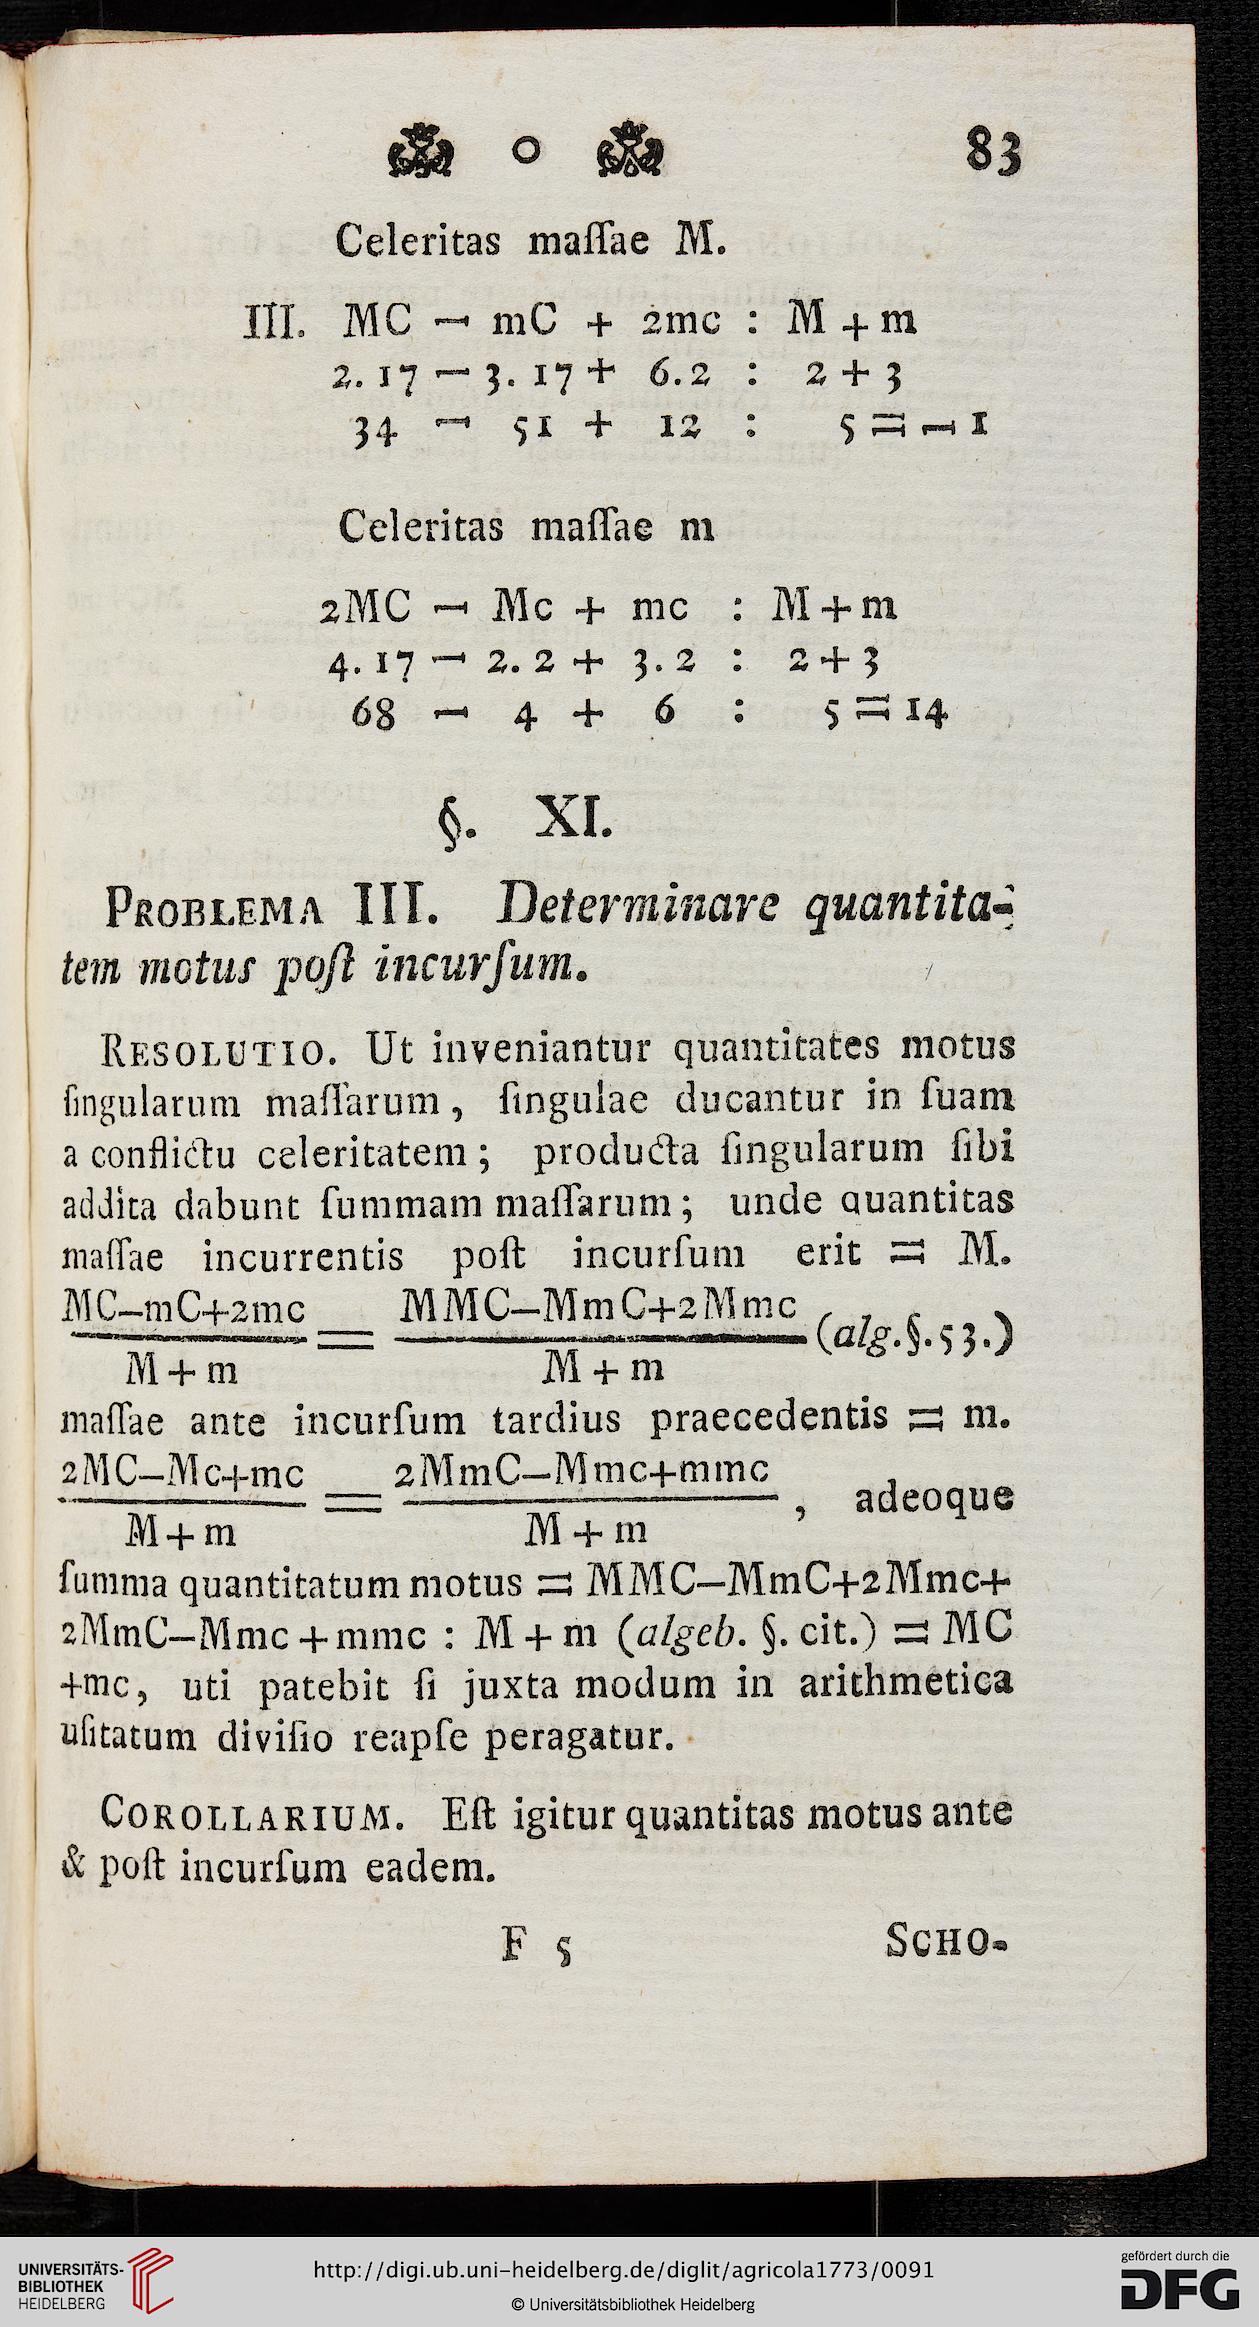 o 83
Celeritas maſſae M.
III. MC − mC + 2mc : M + m
2. 17 − 3. 17 + 6.2 : 2 + 3
34 − 51 + 12 : 5 = − 1
Celeritas maſſae m
2MC − Mc + mc : M + m
4. 17 − 2. 2 + 3. 2 : 2 + 3
68 − 4 + 6 : 5 = 14
§. XI.
PROBLEMA III. Determinare quantita-
tem motus poſt incurſum.
RESOLUTIO. Ut inveniantur quantitates motus
ſingularum maſſarum, ſingulae ducantur in ſuam
a conflictu celeritatem; producta ſingularum ſibi
addita dabunt ſummam maſſarum; unde quantitas
maſſae incurrentis poſt incurſum erit = M.
MC−mC+2mc = MMC−MmC+2Mmc (alg.§.53.)
M + m M + m
maſſae ante incurſum tardius praecedentis = m.
2MC−Mc+mc = 2MmC−Mmc+mmc , adeoque
M + m M + m
ſumma quantitatum motus = MMC−MmC+2Mmc+
2MmC−Mmc + mmc : M + m (algeb. §. cit.) = MC
+mc, uti patebit ſi juxta modum in arithmetica
uſitatum diviſio reapſe peragatur.
COROLLARIUM. Eſt igitur quantitas motus ante
& poſt incurſum eadem.
F 5 SCHO-
UNIVERSITÄTS-
BIBLIOTHEK
HEIDELBERG
http://digi.ub.uni-heidelberg.de/diglit/agricola1773/0091
© Universitätsbibliothek Heidelberg
gefördert durch die
DFG